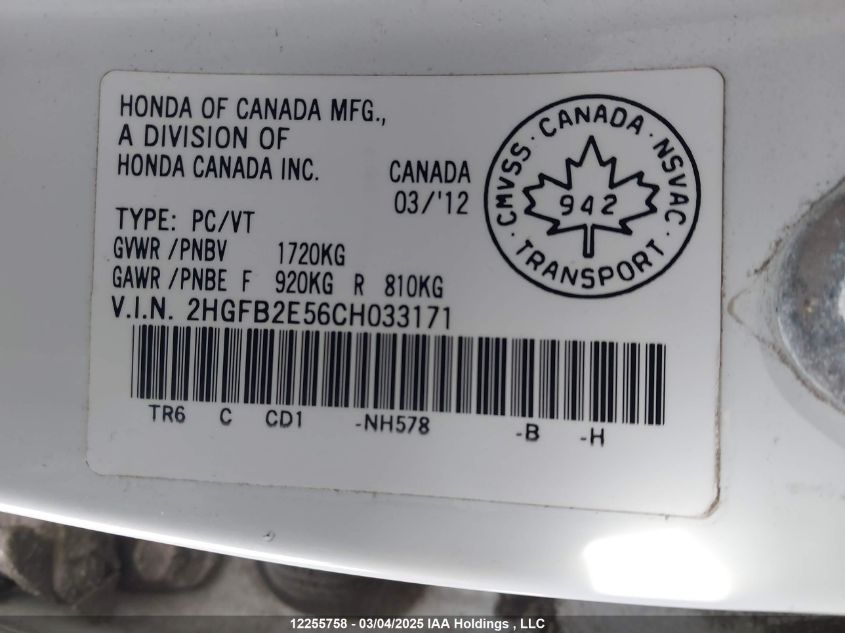 HONDA OF CANADA MFG.,
A DIVISION OF
HONDA CANADA INC.
CANADA
03/'12
TYPE: PC/VT
GVWR/PNBV 1720KG
GAWR/PNBE F 920KG R 810KG
V.I.N. 2HGFB2E56CH033171
TR6 C CD1 -NH578 -B -H
CMVSS · CANADA · NSVAC · TRANSPORT ·
942
12255758 - 03/04/2025 IAA Holdings , LLC